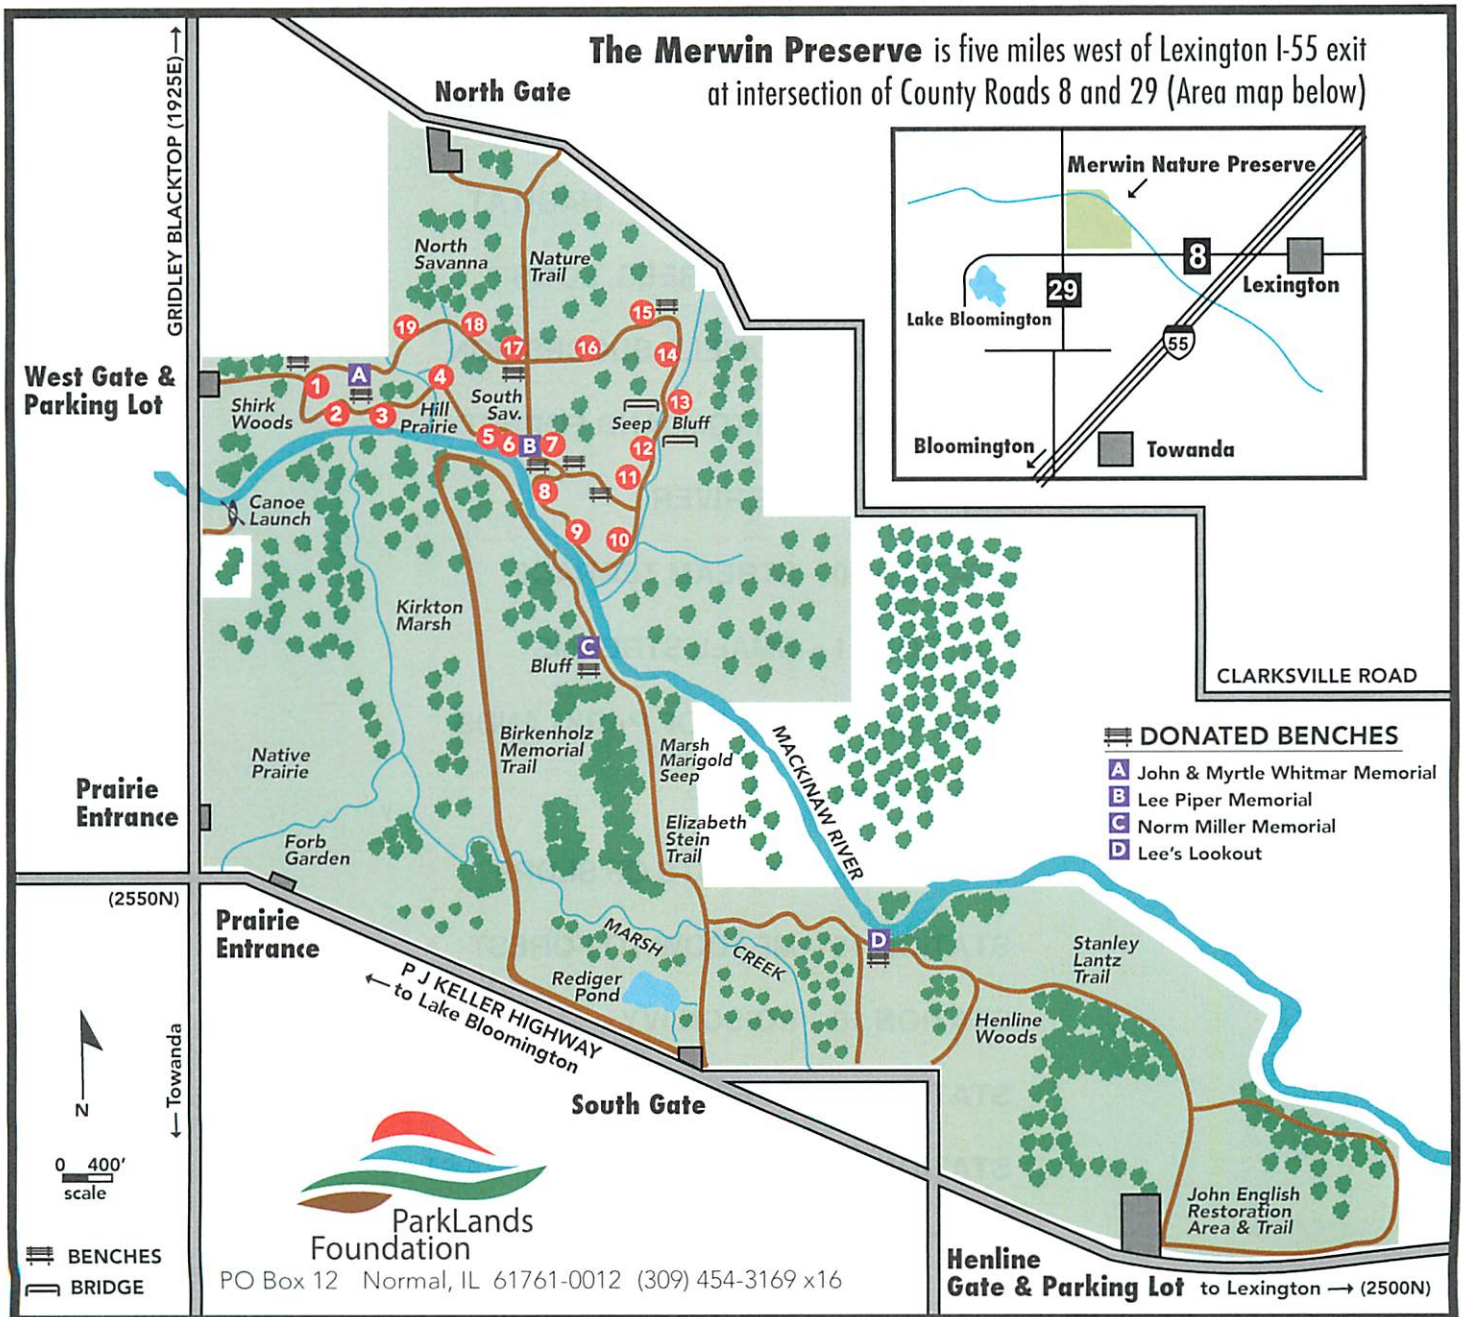 The Merwin Preserve is five miles west of Lexington I-55 exit
at intersection of County Roads 8 and 29 (Area map below)
North Gate
GRIDLEY BLACKTOP (1925E)
Merwin Nature Preserve
8
Lexington
29
Lake Bloomington
55
Bloomington
Towanda
North
Savanna
Nature
Trail
West Gate &
Parking Lot
Shirk
Woods
Hill
Prairie
South
Sav.
Seep
Bluff
1
2
3
4
5
6
7
8
9
10
11
12
13
14
15
16
17
18
19
A
B
C
D
Canoe
Launch
Kirkton
Marsh
Bluff
Native
Prairie
Birkenholz
Memorial
Trail
Marsh
Marigold
Seep
MACKINAW RIVER
CLARKSVILLE ROAD
DONATED BENCHES
A John & Myrtle Whitmar Memorial
B Lee Piper Memorial
C Norm Miller Memorial
D Lee's Lookout
Prairie
Entrance
Forb
Garden
Elizabeth
Stein
Trail
(2550N)
Prairie
Entrance
MARSH
CREEK
Rediger
Pond
Stanley
Lantz
Trail
Henline
Woods
P J KELLER HIGHWAY
to Lake Bloomington
South Gate
Towanda
N
0 400'
scale
BENCHES
BRIDGE
ParkLands
Foundation
PO Box 12 Normal, IL 61761-0012 (309) 454-3169 x16
John English
Restoration
Area & Trail
Henline
Gate & Parking Lot to Lexington → (2500N)